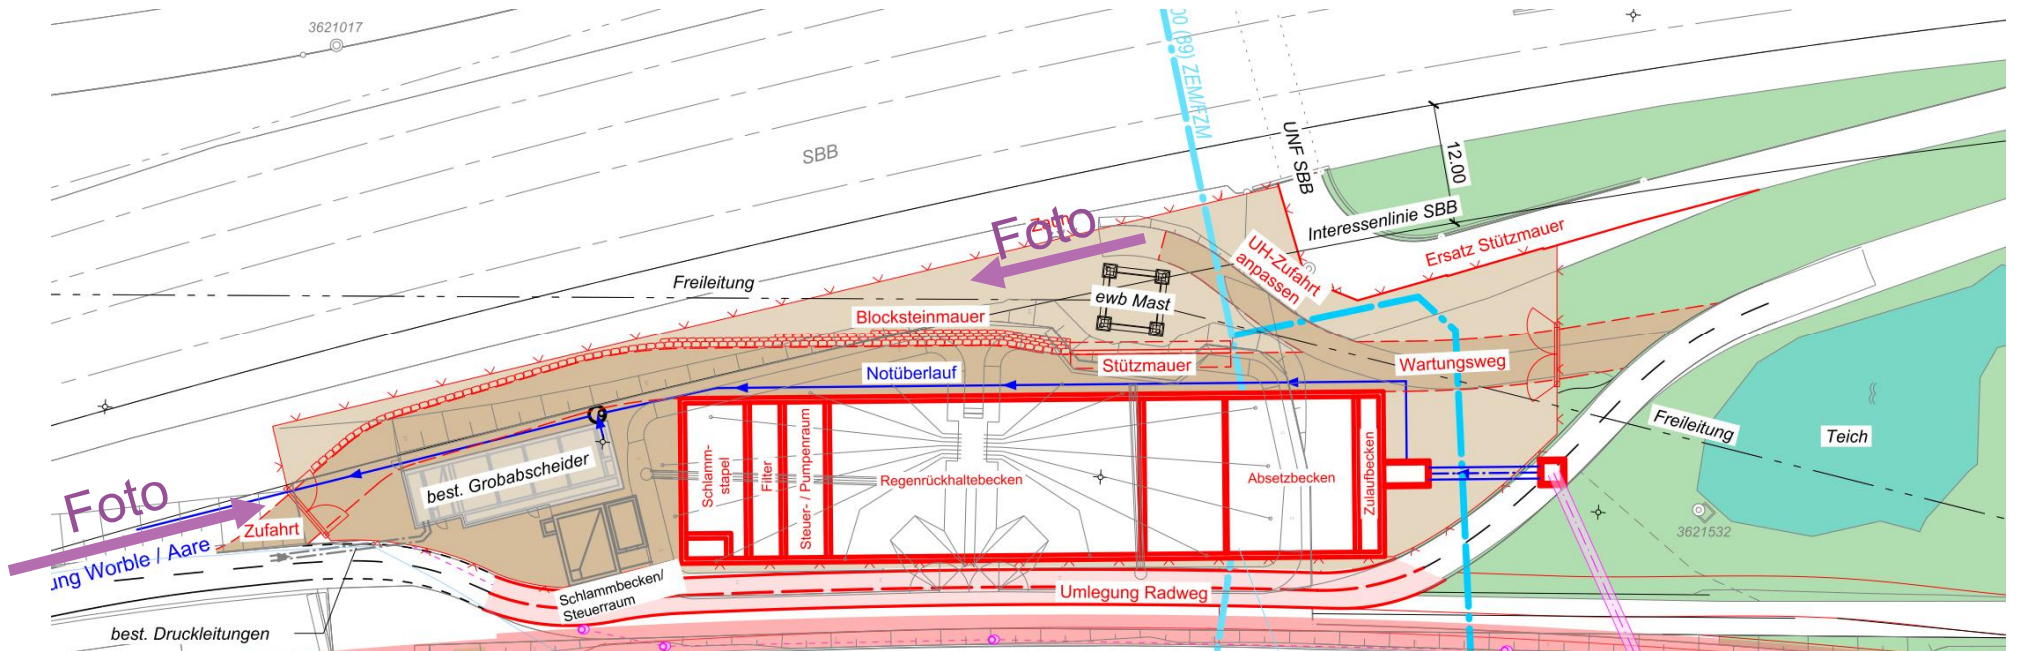 3621017
00 (89) ZEM/FZM
SBB
UNF SBB
12.00
Zaun
Foto
Interessenlinie SBB
Ersatz Stützmauer
UH-Zufahrt
anpassen
Freileitung
ewb Mast
Blocksteinmauer
Stützmauer
Wartungsweg
Notüberlauf
Freileitung
Teich
best. Grobabscheider
Schlamm-
stapel
Filter
Steuer- / Pumpenraum
Regenrückhaltebecken
Absetzbecken
Zulaufbecken
Foto
Zufahrt
3621532
ung Worble / Aare
Schlammbecken/
Steuerraum
Umlegung Radweg
best. Druckleitungen